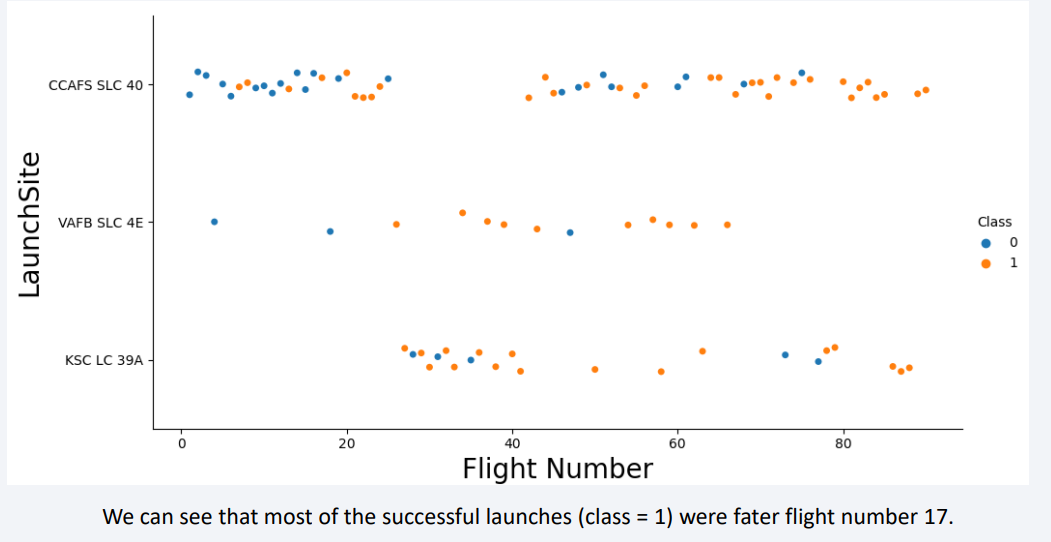 CCAFS SLC 40
VAFB SLC 4E
KSC LC 39A
LaunchSite
0 20 40 60 80
Flight Number
Class
0
1
We can see that most of the successful launches (class = 1) were fater flight number 17.